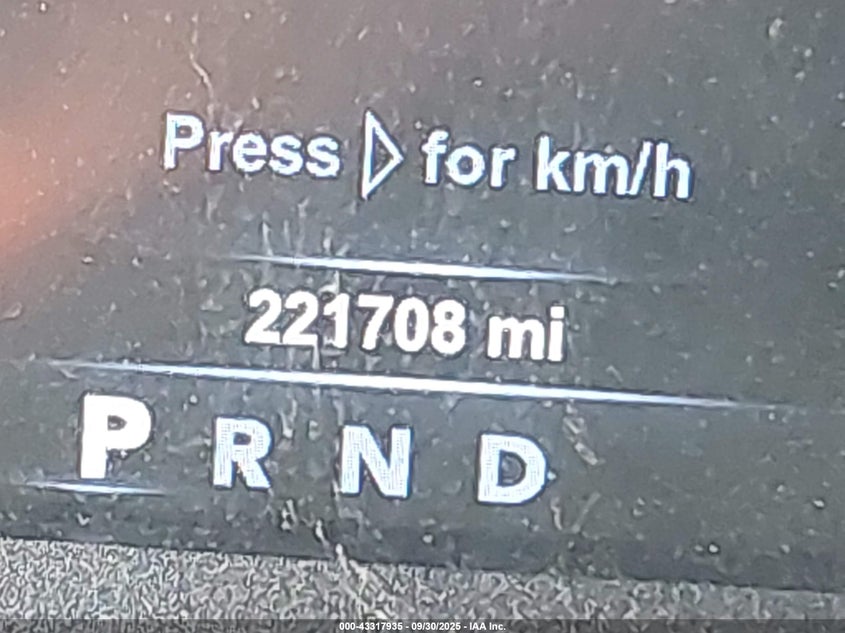 Press ▷ for km/h
221708 mi
P R N D
000-43317935 - 09/30/2025 - IAA Inc.